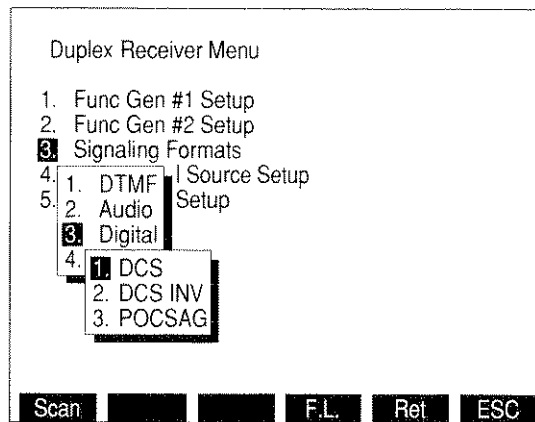 Duplex Receiver Menu
1. Func Gen #1 Setup
2. Func Gen #2 Setup
3. Signaling Formats
4. l Source Setup
5. Setup
1. DTMF
2. Audio
3. Digital
4.
1. DCS
2. DCS INV
3. POCSAG
Scan F.L. Ret ESC